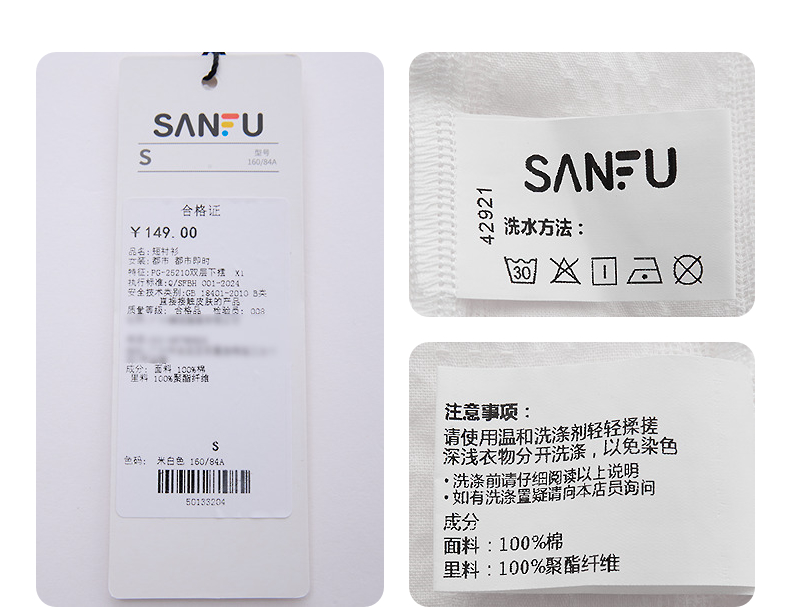 SANFU
S
型号
160/84A
合格证
￥149.00
品名:短衬衫
女装:都市 都市即时
特征:PG-25210双层下摆 X1
执行标准:Q/SFBH 001-2024
安全技术类别:GB 18401-2010 B类
直接接触皮肤的产品
质量等级: 合格品 检验员: 008
成分: 面料 100%棉
里料 100%聚酯纤维
S
色码: 米白色 160/84A
50133204
SANFU
42921
洗水方法：
30
注意事项：
请使用温和洗涤剂轻轻揉搓
深浅衣物分开洗涤，以免染色
·洗涤前请仔细阅读以上说明
·如有洗涤置疑请向本店员询问
成分
面料：100%棉
里料：100%聚酯纤维